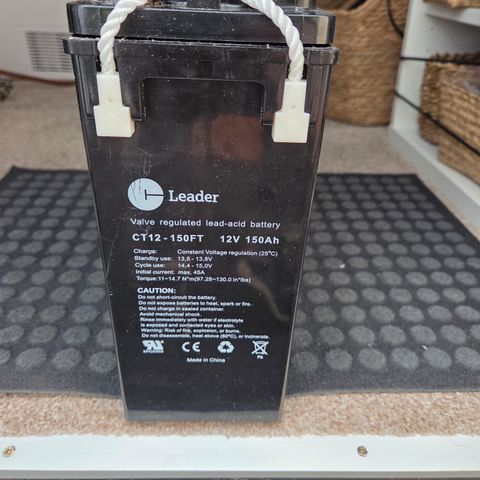 Leader
Valve regulated lead-acid battery
CT12-150FT 12V 150Ah
Charge: Constant Voltage regulation (25°C)
Standby use: 13,6 - 13,8V
Cycle use: 14,4 - 15,0V
Initial current: max. 45A
Torque:11~14.7 N*m(97.28~130.0 in*lbs)
CAUTION:
Do not short-circuit the battery.
Do not expose batteries to heat, spark or fire.
Do not charge in sealed container.
Avoid mechanical shock.
Rinse immediately with water if electrolyte
is exposed and contacted eyes or skin.
Warning: Risk of fire, explosion, or burns.
Do not disassemble, heat above (60°C), or incinerate.
CE
Pb
Made in China